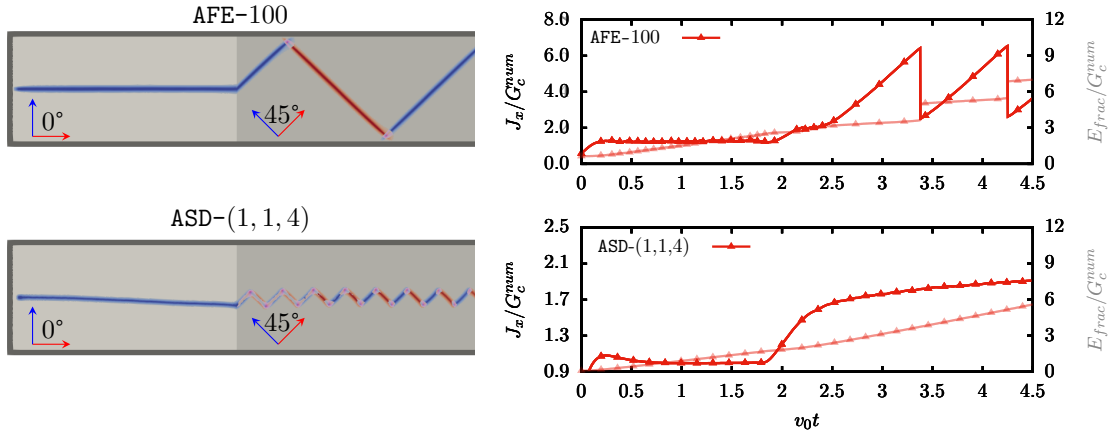 AFE-100
0°
45°
ASD-(1, 1, 4)
0°
45°
8.0
6.0
4.0
2.0
0.0
J_x/G_c^{num}
AFE-100
12
9
6
3
0
E_{frac}/G_c^{num}
0 0.5 1 1.5 2 2.5 3 3.5 4 4.5
2.5
2.1
1.7
1.3
0.9
J_x/G_c^{num}
ASD-(1,1,4)
12
9
6
3
0
E_{frac}/G_c^{num}
0 0.5 1 1.5 2 2.5 3 3.5 4 4.5
v_0t